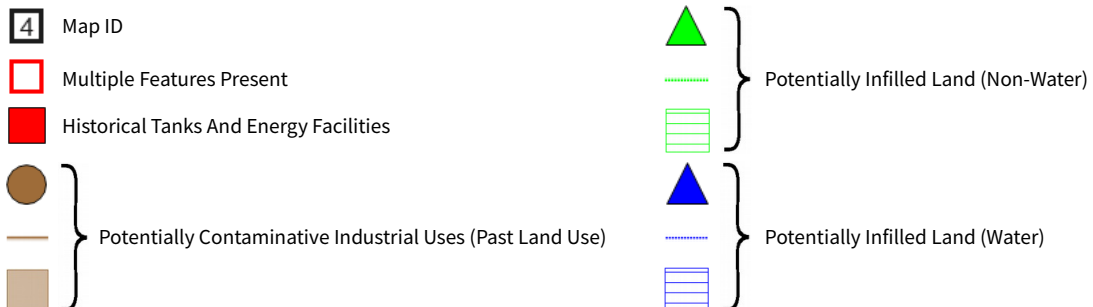 4 Map ID
Multiple Features Present
Historical Tanks And Energy Facilities
Potentially Contaminative Industrial Uses (Past Land Use)
Potentially Infilled Land (Non-Water)
Potentially Infilled Land (Water)